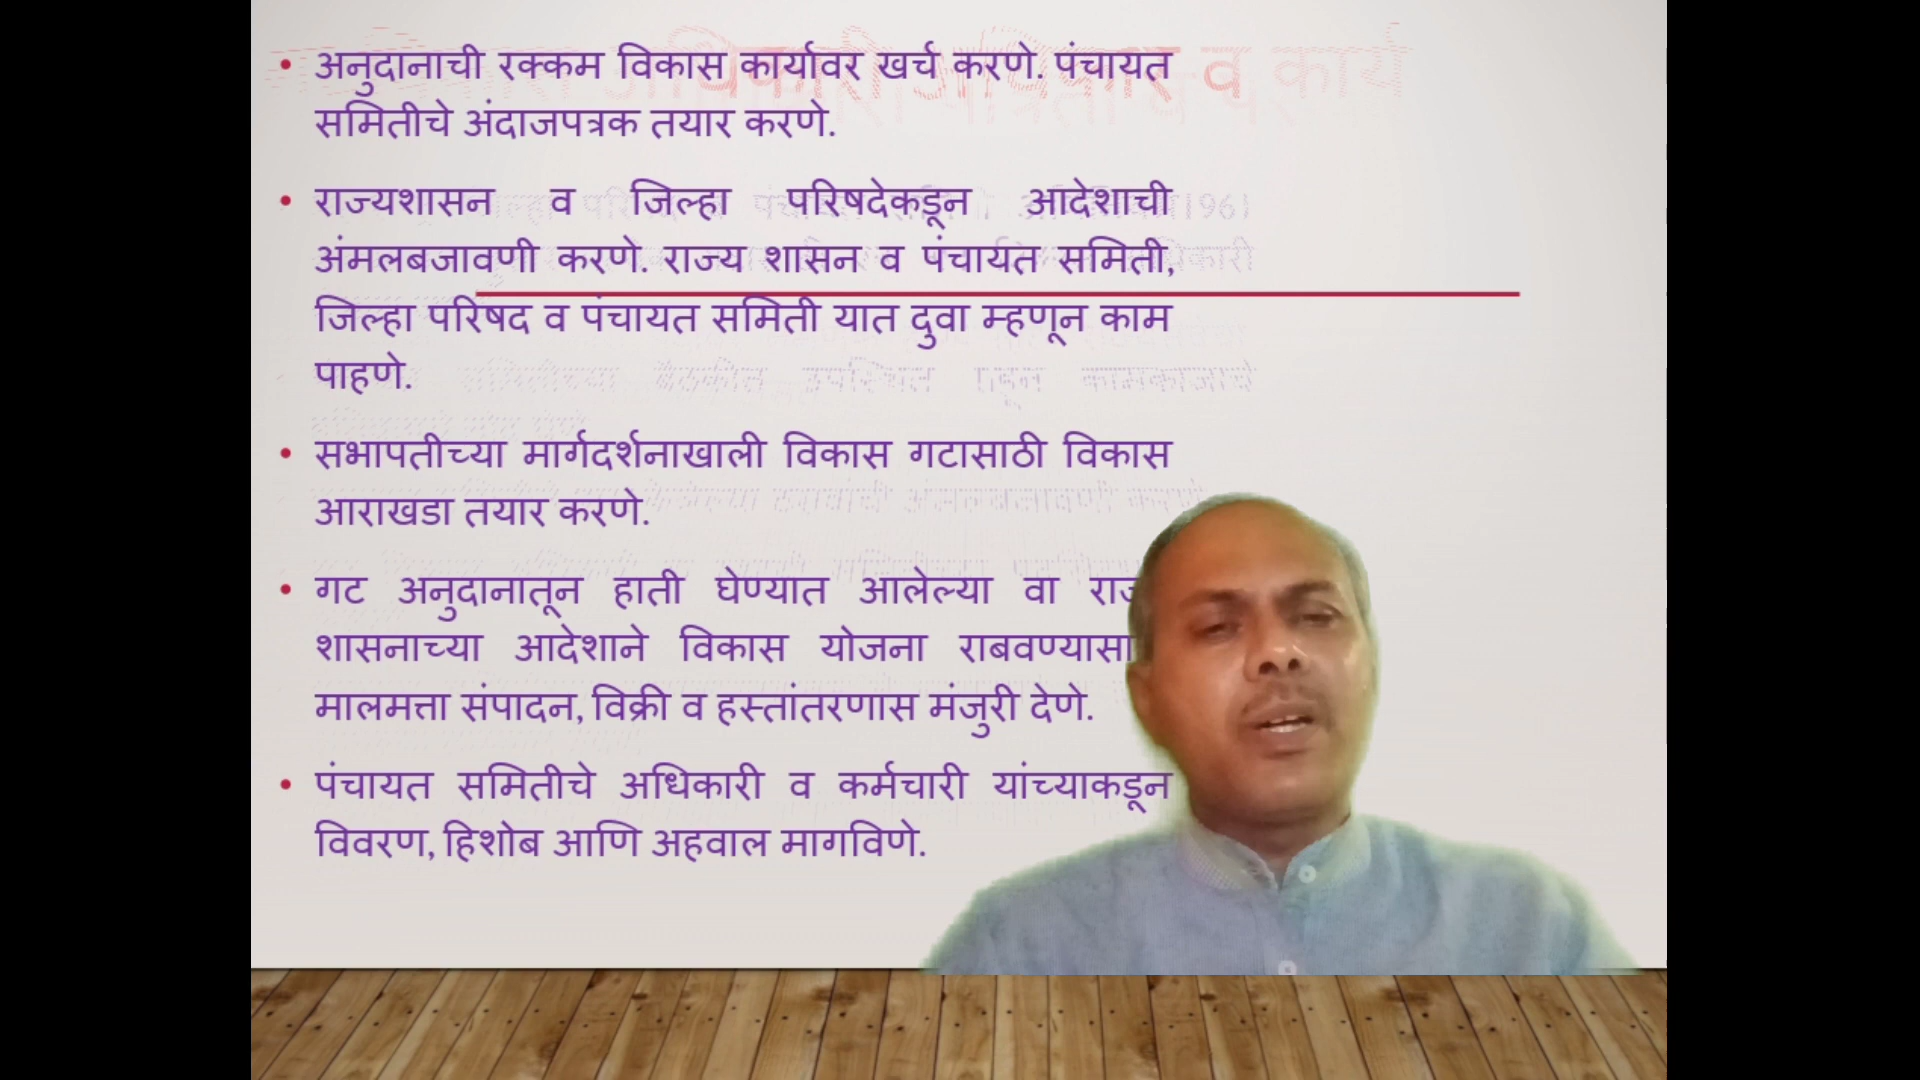 • अनुदानाची रक्कम विकास कार्यावर खर्च करणे. पंचायत
समितीचे अंदाजपत्रक तयार करणे.
• राज्यशासन व जिल्हा परिषदेकडून आदेशाची
अंमलबजावणी करणे. राज्य शासन व पंचायत समिती,
जिल्हा परिषद व पंचायत समिती यात दुवा म्हणून काम
पाहणे.
• सभापतीच्या मार्गदर्शनाखाली विकास गटासाठी विकास
आराखडा तयार करणे.
• गट अनुदानातून हाती घेण्यात आलेल्या वा
शासनाच्या आदेशाने विकास योजना
मालमत्ता संपादन, विक्री व हस्तांतरणास मंजुरी देणे.
• पंचायत समितीचे अधिकारी व कर्मचारी यांच्याकडून
विवरण, हिशोब आणि अहवाल मागविणे.